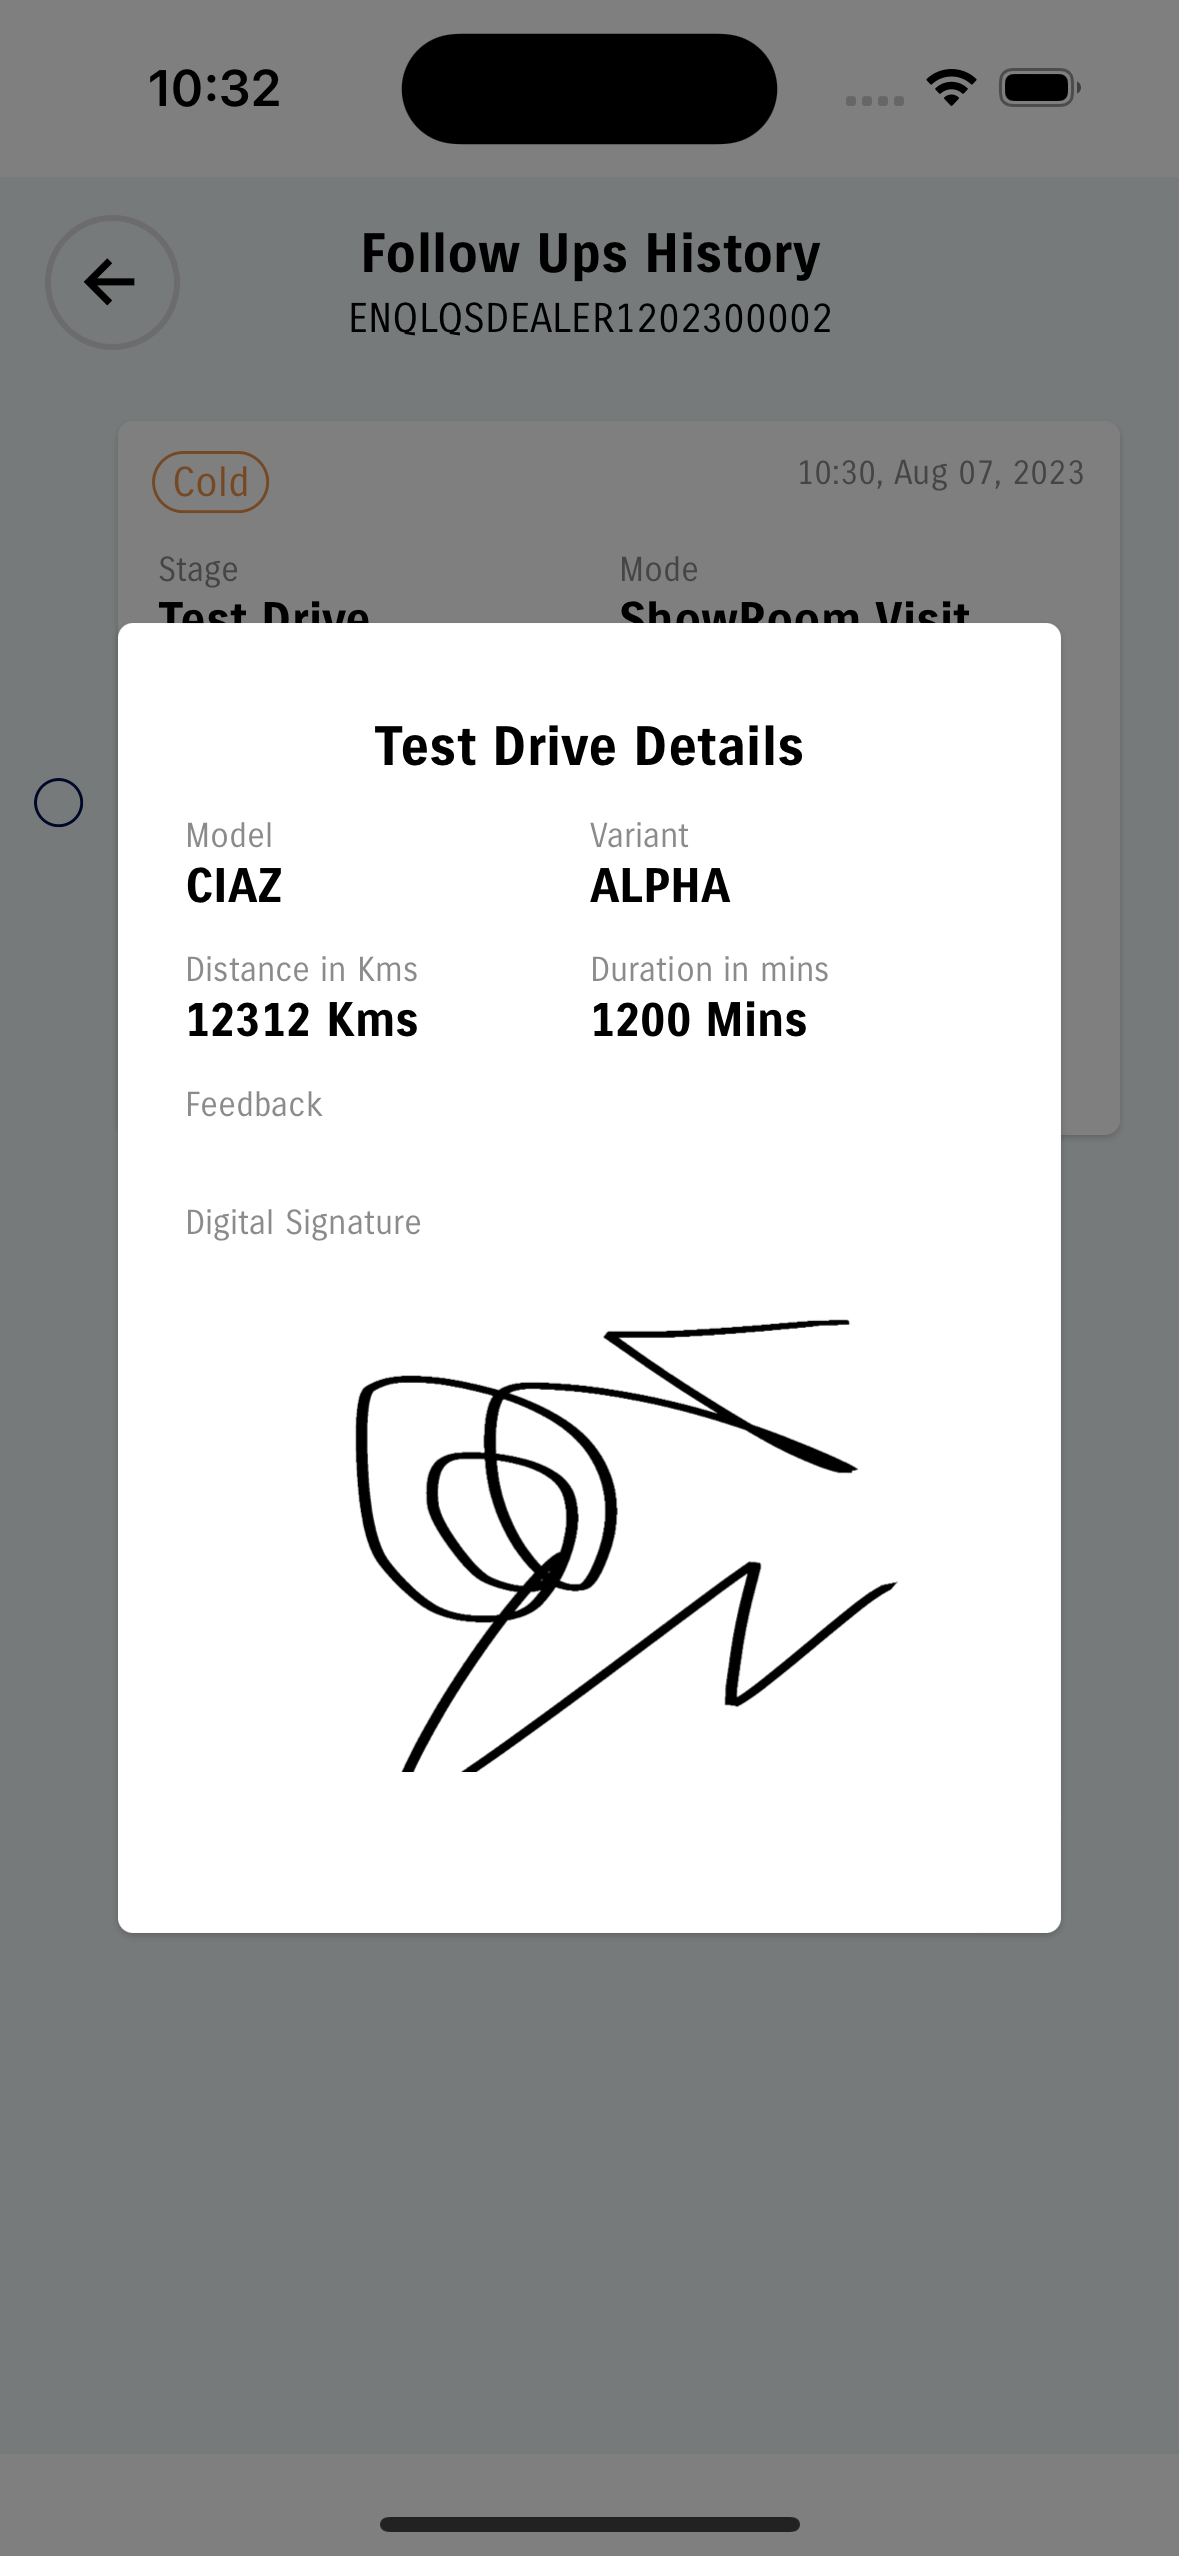 10:32
Follow Ups History
ENQLQSDEALER1202300002
Cold
10:30, Aug 07, 2023
Stage
Mode
Test Drive
ShowRoom Visit
Test Drive Details
Model
Variant
CIAZ
ALPHA
Distance in Kms
Duration in mins
12312 Kms
1200 Mins
Feedback
Digital Signature